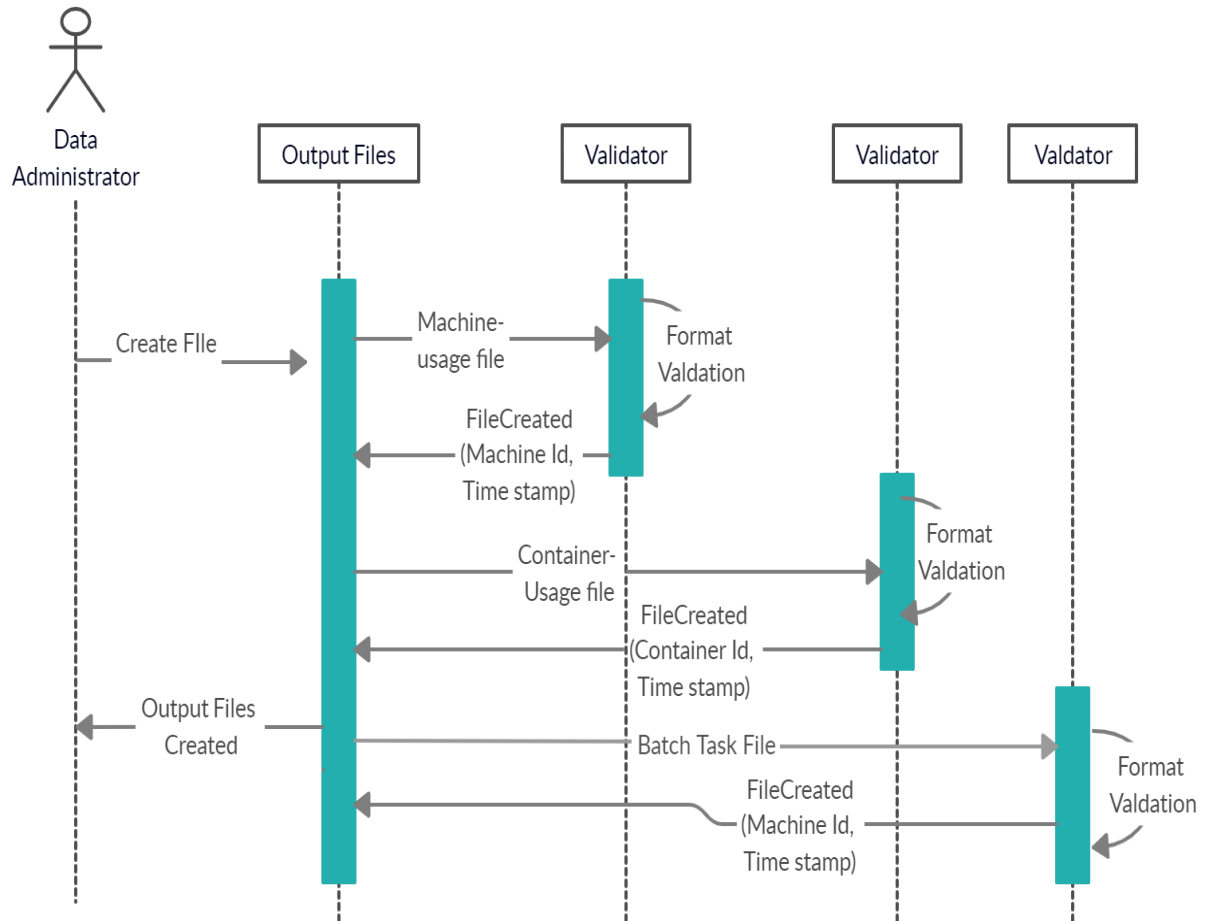 Data
Administrator
Output Files
Validator
Validator
Valdator
Create FIle
Machine-
usage file
Format
Valdation
FileCreated
(Machine Id,
Time stamp)
Container-
Usage file
Format
Valdation
FileCreated
(Container Id,
Time stamp)
Output Files
Created
Batch Task File
Format
Valdation
FileCreated
(Machine Id,
Time stamp)